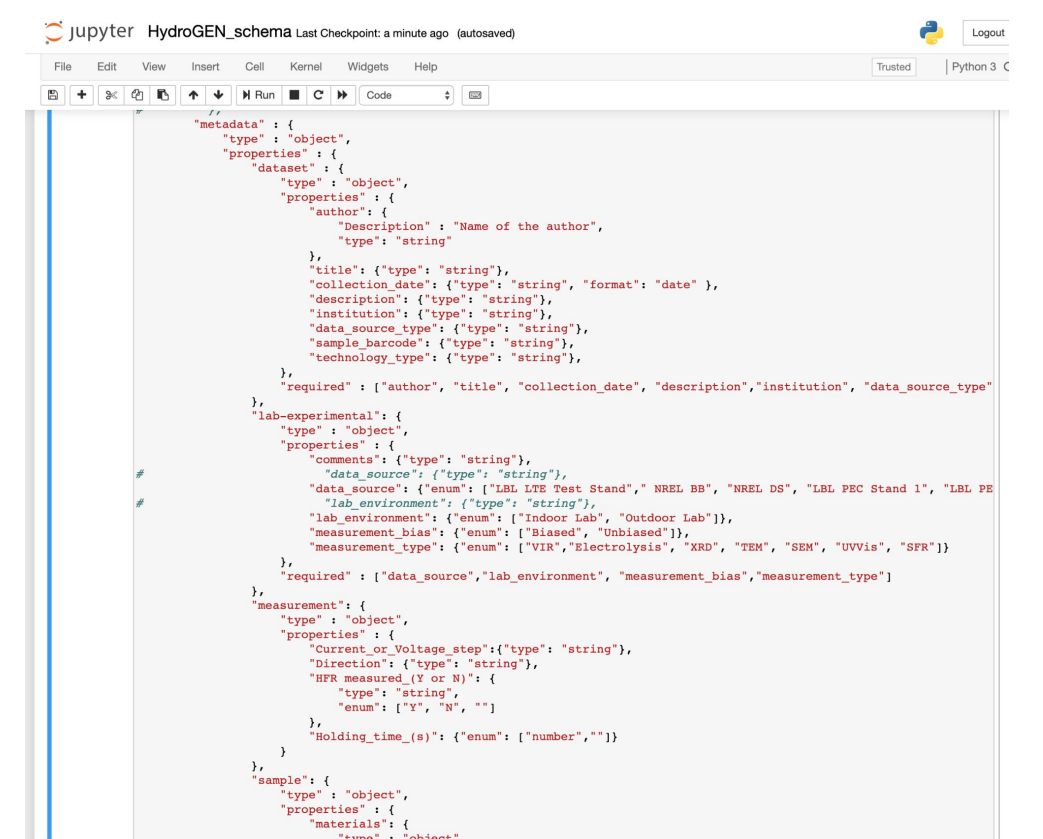 jupyter HydroGEN_schema Last Checkpoint: a minute ago (autosaved) Logout
File Edit View Insert Cell Kernel Widgets Help Trusted Python 3
Run Code
# },
"metadata" : {
"type" : "object",
"properties" : {
"dataset" : {
"type" : "object",
"properties" : {
"author": {
"Description" : "Name of the author",
"type": "string"
},
"title": {"type": "string"},
"collection_date": {"type": "string", "format": "date" },
"description": {"type": "string"},
"institution": {"type": "string"},
"data_source_type": {"type": "string"},
"sample_barcode": {"type": "string"},
"technology_type": {"type": "string"},
},
"required" : ["author", "title", "collection_date", "description","institution", "data_source_type"
},
"lab-experimental": {
"type" : "object",
"properties" : {
"comments": {"type": "string"},
# "data_source": {"type": "string"},
"data_source": {"enum": ["LBL LTE Test Stand"," NREL BB", "NREL DS", "LBL PEC Stand 1", "LBL PE
# "lab_environment": {"type": "string"},
"lab_environment": {"enum": ["Indoor Lab", "Outdoor Lab"]},
"measurement_bias": {"enum": ["Biased", "Unbiased"]},
"measurement_type": {"enum": ["VIR","Electrolysis", "XRD", "TEM", "SEM", "UVVis", "SFR"]}
},
"required" : ["data_source","lab_environment", "measurement_bias","measurement_type"]
},
"measurement": {
"type" : "object",
"properties" : {
"Current_or_Voltage_step":{"type": "string"},
"Direction": {"type": "string"},
"HFR measured_(Y or N)": {
"type": "string",
"enum": ["Y", "N", ""]
},
"Holding_time_(s)": {"enum": ["number",""]}
}
},
"sample": {
"type" : "object",
"properties" : {
"materials": {
"type" : "object",